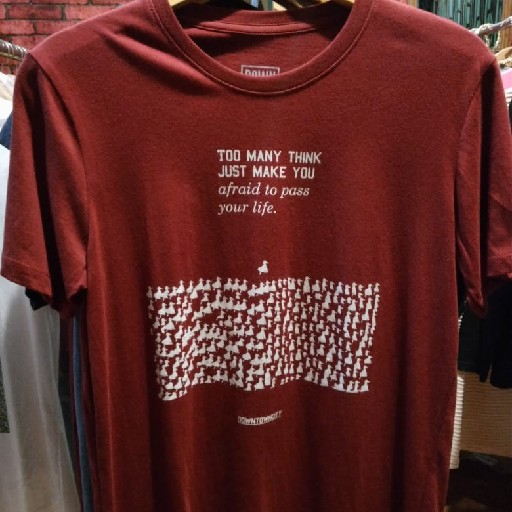 TOO MANY THINK
JUST MAKE YOU
afraid to pass
your life.